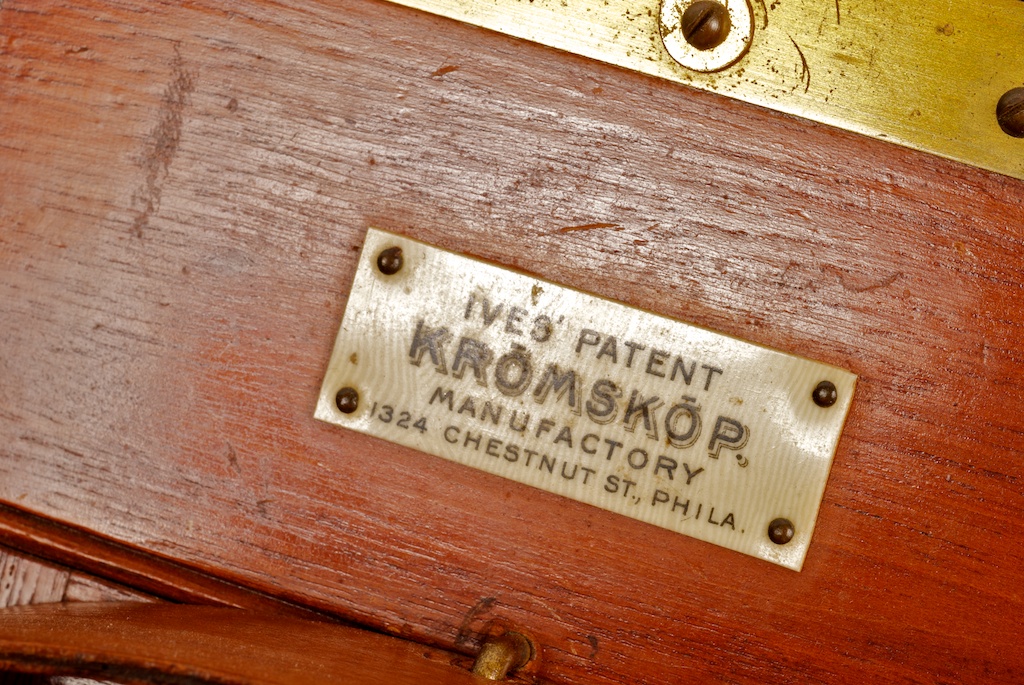 IVES' PATENT
KRŌMSKŌP.
MANUFACTORY
1324 CHESTNUT ST., PHILA.